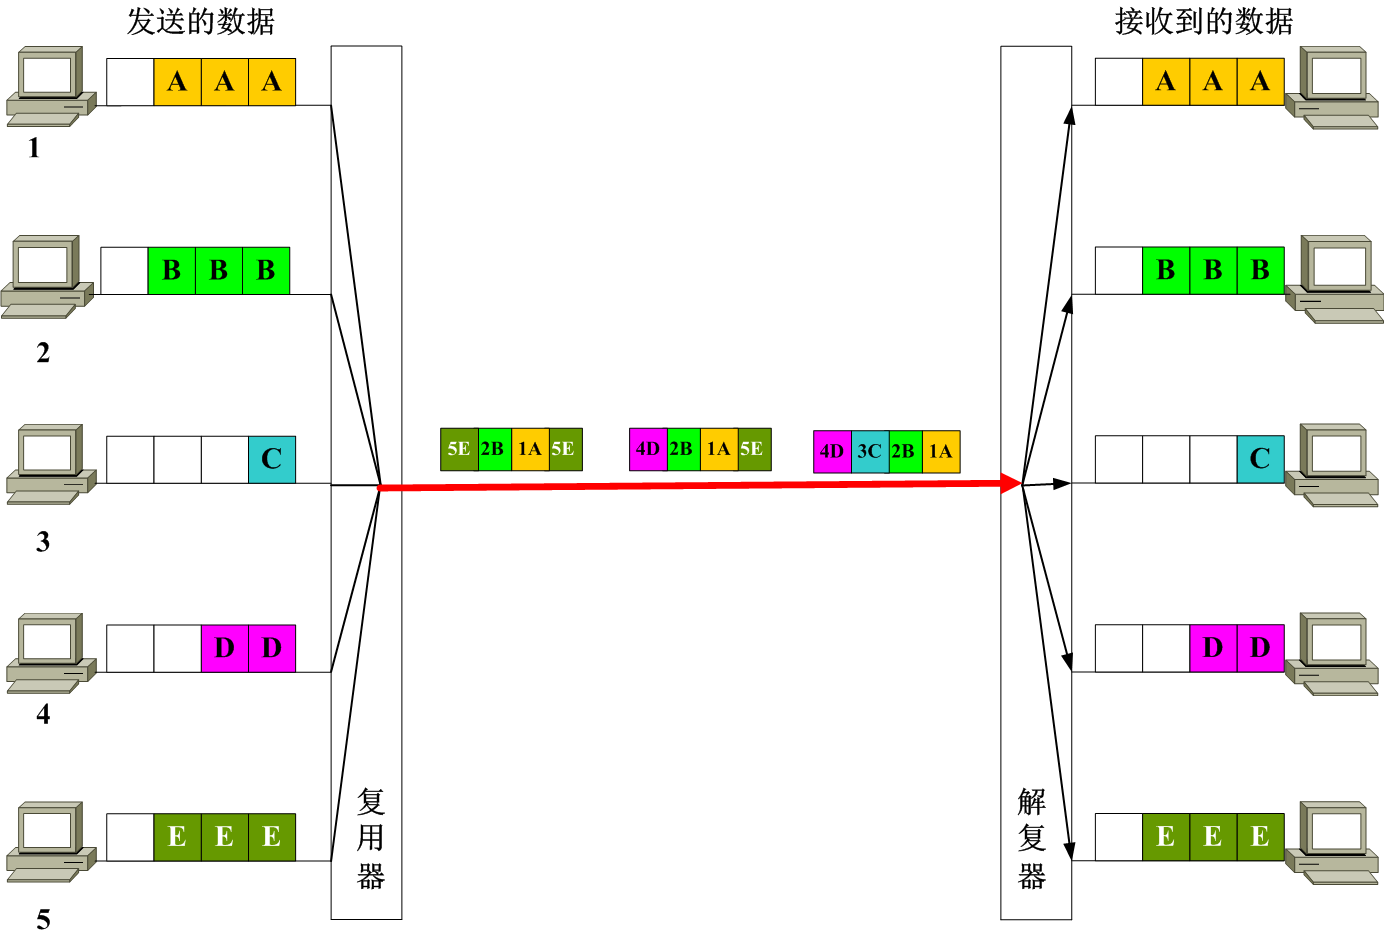 发送的数据
接收到的数据
A A A
A A A
1
B B B
B B B
2
5E 2B 1A 5E
4D 2B 1A 5E
4D 3C 2B 1A
C
C
3
D D
D D
4
复用器
解复器
E E E
E E E
5